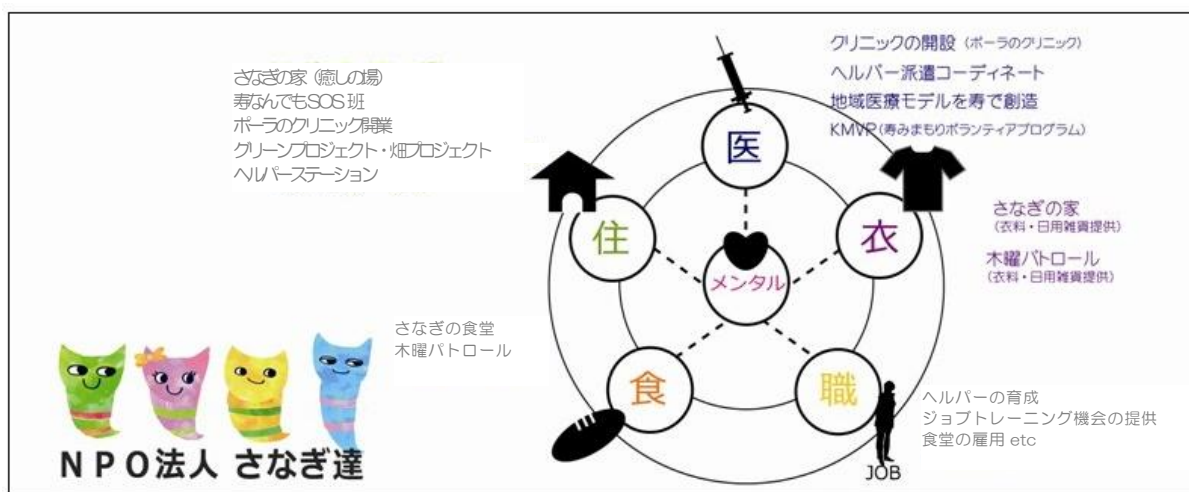 さなぎの家（癒しの場）
寿なんでもSOS班
ポーラのクリニック開業
グリーンプロジェクト・畑プロジェクト
ヘルパーステーション
クリニックの開設（ポーラのクリニック）
ヘルパー派遣コーディネート
地域医療モデルを寿で創造
KMVP（寿みまもりボランティアプログラム）
医
住
衣
メンタル
さなぎの家
（衣料・日用雑貨提供）
木曜パトロール
（衣料・日用雑貨提供）
さなぎの食堂
木曜パトロール
食
職
JOB
ヘルパーの育成
ジョブトレーニング機会の提供
食堂の雇用 etc
NPO法人 さなぎ達